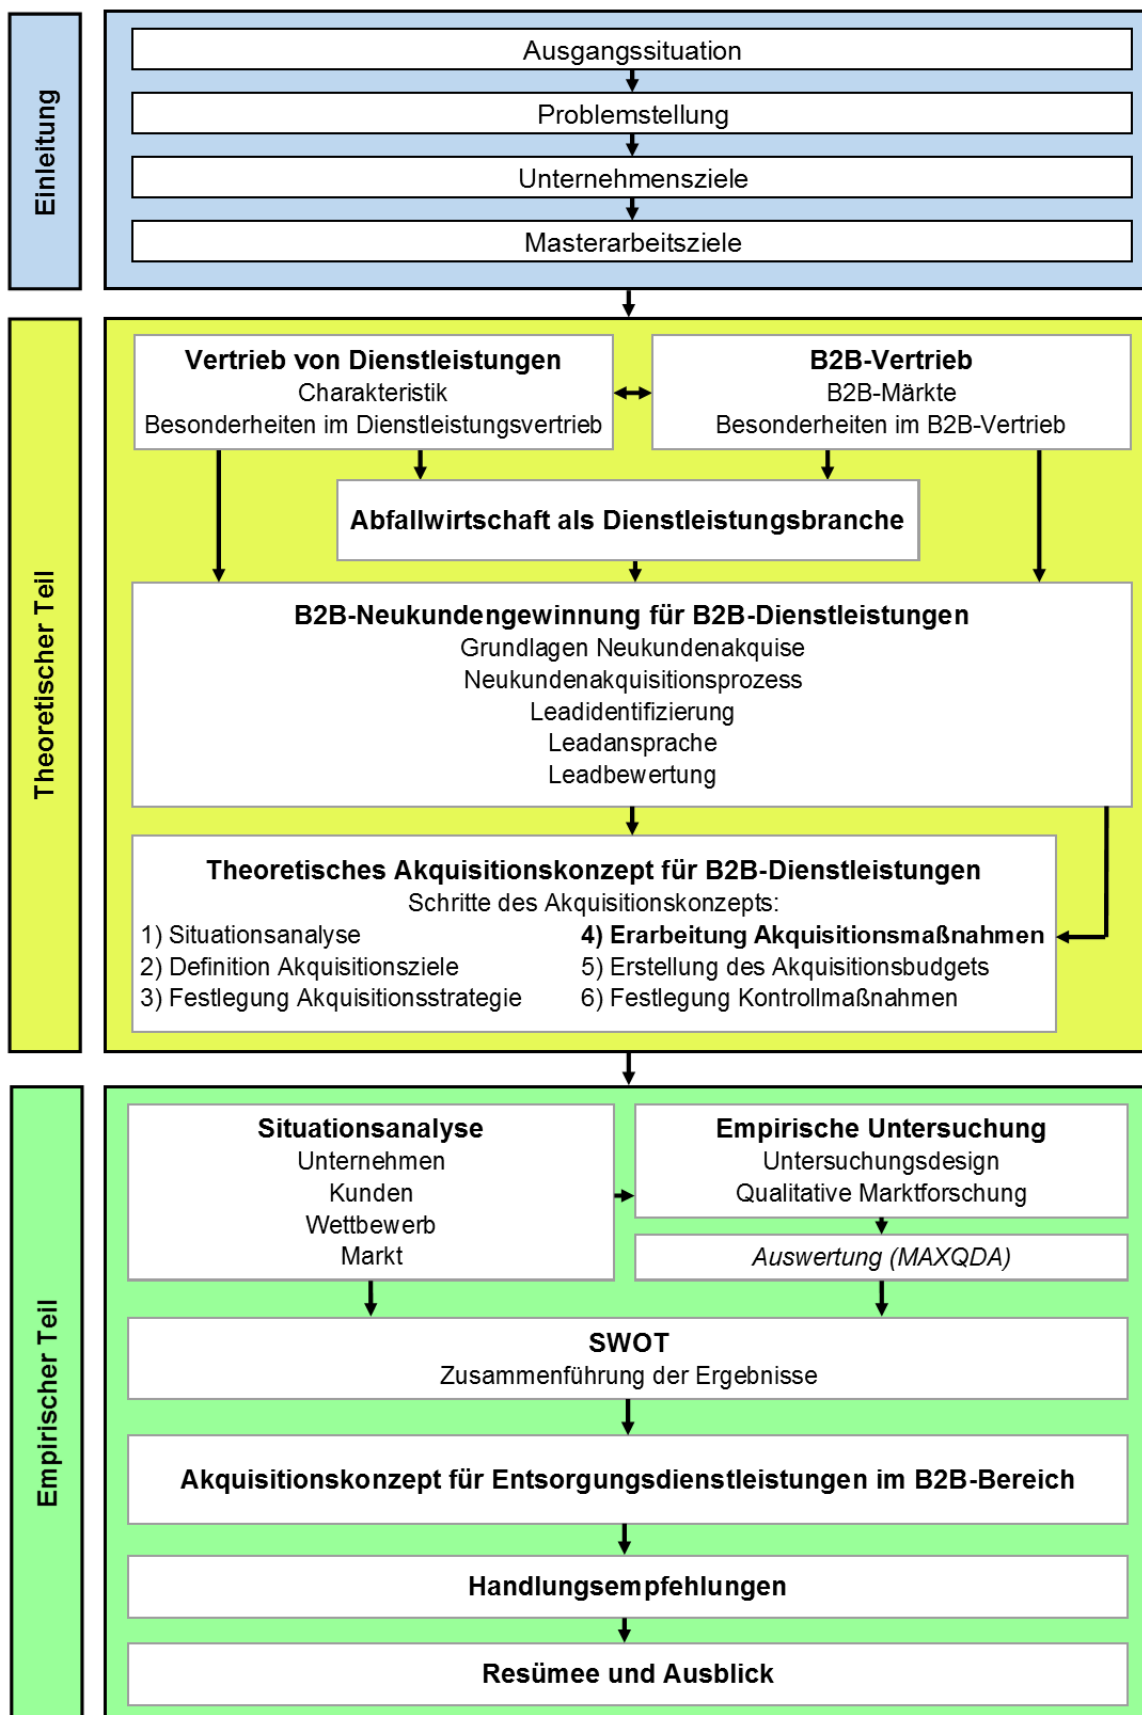 Einleitung
Ausgangssituation
Problemstellung
Unternehmensziele
Masterarbeitsziele
Theoretischer Teil
Vertrieb von Dienstleistungen
Charakteristik
Besonderheiten im Dienstleistungsvertrieb
B2B-Vertrieb
B2B-Märkte
Besonderheiten im B2B-Vertrieb
Abfallwirtschaft als Dienstleistungsbranche
B2B-Neukundengewinnung für B2B-Dienstleistungen
Grundlagen Neukundenakquise
Neukundenakquisitionsprozess
Leadidentifizierung
Leadansprache
Leadbewertung
Theoretisches Akquisitionskonzept für B2B-Dienstleistungen
Schritte des Akquisitionskonzepts:
1) Situationsanalyse
2) Definition Akquisitionsziele
3) Festlegung Akquisitionsstrategie
4) Erarbeitung Akquisitionsmaßnahmen
5) Erstellung des Akquisitionsbudgets
6) Festlegung Kontrollmaßnahmen
Empirischer Teil
Situationsanalyse
Unternehmen
Kunden
Wettbewerb
Markt
Empirische Untersuchung
Untersuchungsdesign
Qualitative Marktforschung
Auswertung (MAXQDA)
SWOT
Zusammenführung der Ergebnisse
Akquisitionskonzept für Entsorgungsdienstleistungen im B2B-Bereich
Handlungsempfehlungen
Resümee und Ausblick